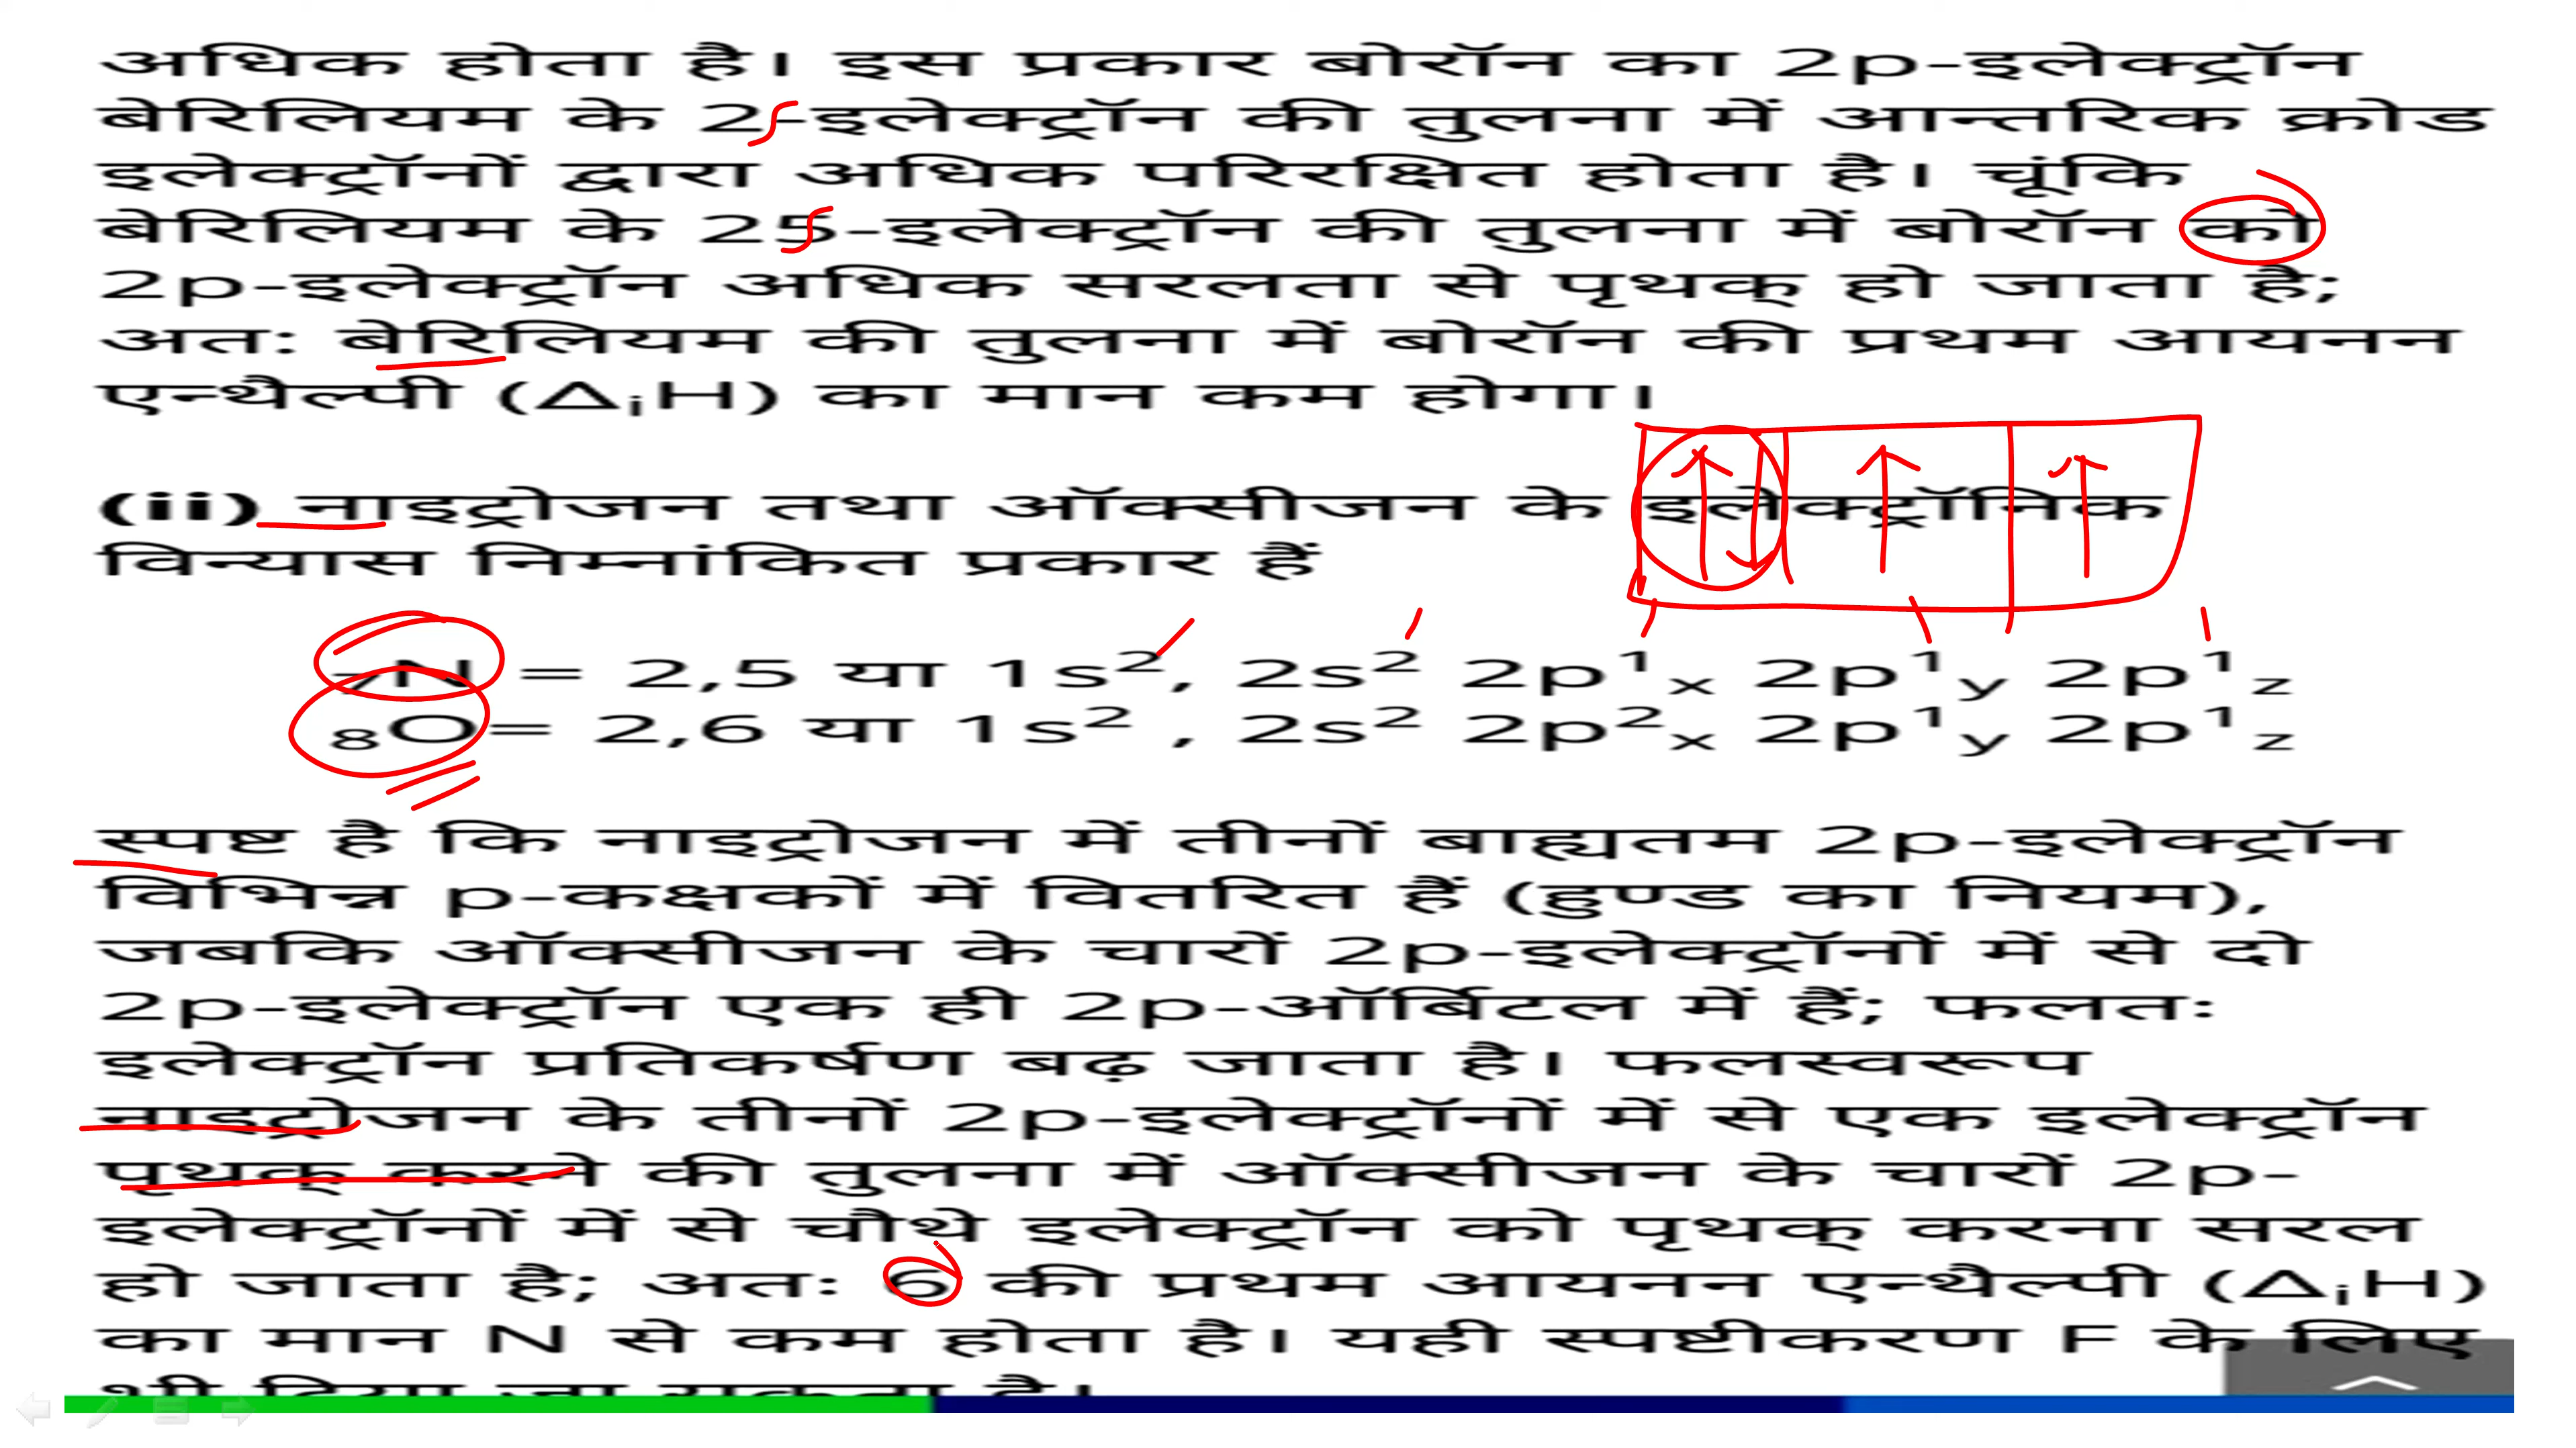 अधिक होता है। इस प्रकार बोरॉन का 2p-इलेक्ट्रॉन
बेरिलियम के 2s-इलेक्ट्रॉन की तुलना में आन्तरिक क्रोड
इलेक्ट्रॉनों द्वारा अधिक परिरक्षित होता है। चूंकि
बेरिलियम के 25-इलेक्ट्रॉन की तुलना में बोरॉन को
2p-इलेक्ट्रॉन अधिक सरलता से पृथक् हो जाता है;
अत: बेरिलियम की तुलना में बोरॉन की प्रथम आयनन
एन्थैल्पी (ΔᵢH) का मान कम होगा।
(ii) नाइट्रोजन तथा ऑक्सीजन के इलेक्ट्रॉनिक
विन्यास निम्नांकित प्रकार हैं
₇N = 2,5 या 1s², 2s² 2p¹ₓ 2p¹y 2p¹z
₈O= 2,6 या 1s² , 2s² 2p²ₓ 2p¹y 2p¹z
स्पष्ट है कि नाइट्रोजन में तीनों बाह्यतम 2p-इलेक्ट्रॉन
विभिन्न p-कक्षकों में वितरित हैं (हुण्ड का नियम),
जबकि ऑक्सीजन के चारों 2p-इलेक्ट्रॉनों में से दो
2p-इलेक्ट्रॉन एक ही 2p-ऑर्बिटल में हैं; फलतः
इलेक्ट्रॉन प्रतिकर्षण बढ़ जाता है। फलस्वरूप
नाइट्रोजन के तीनों 2p-इलेक्ट्रॉनों में से एक इलेक्ट्रॉन
पृथक् करने की तुलना में ऑक्सीजन के चारों 2p-
इलेक्ट्रॉनों में से चौथे इलेक्ट्रॉन को पृथक् करना सरल
हो जाता है; अतः 6 की प्रथम आयनन एन्थैल्पी (ΔᵢH)
का मान N से कम होता है। यही स्पष्टीकरण F के लिए
भी दिया जा सकता है।